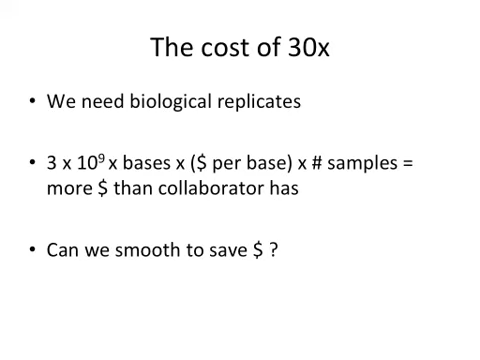 The cost of 30x
• We need biological replicates
• 3 x 10⁹ x bases x ($ per base) x # samples =
more $ than collaborator has
• Can we smooth to save $ ?